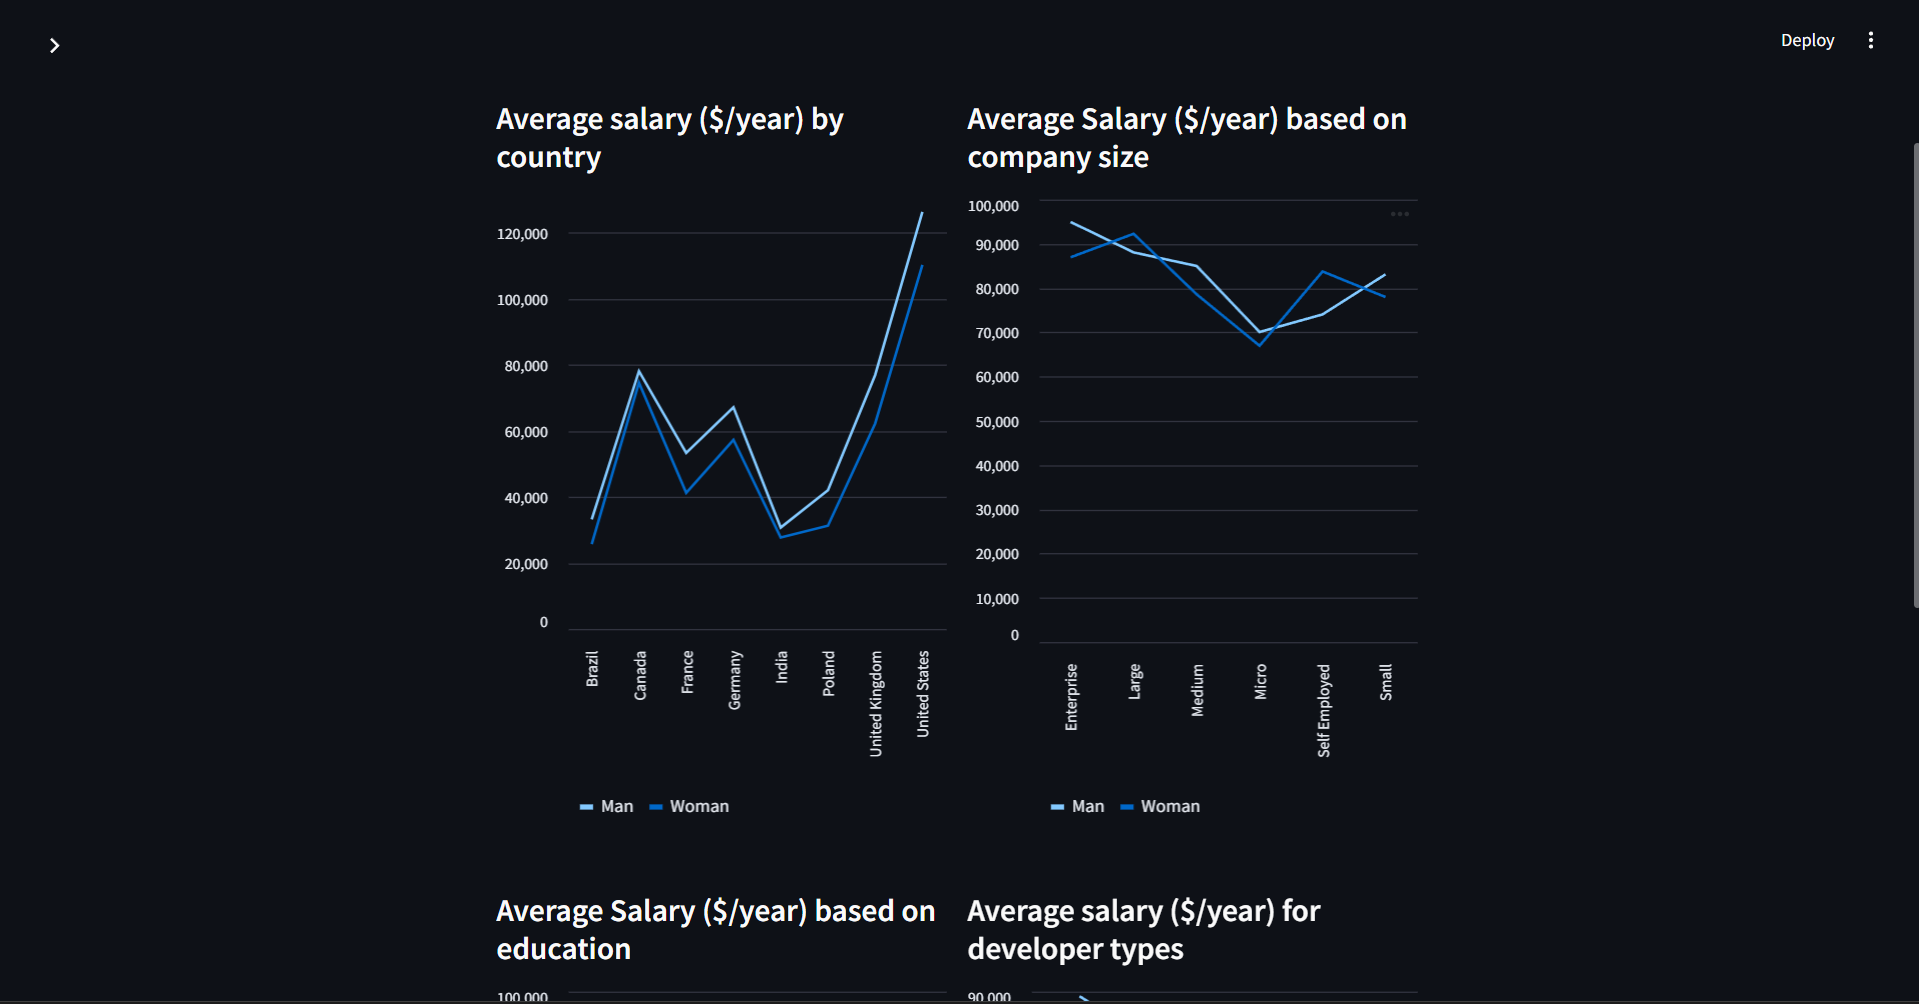 Deploy
Average salary ($/year) by
country
120,000
100,000
80,000
60,000
40,000
20,000
0
Brazil
Canada
France
Germany
India
Poland
United Kingdom
United States
Man
Woman
Average Salary ($/year) based on
company size
100,000
90,000
80,000
70,000
60,000
50,000
40,000
30,000
20,000
10,000
0
Enterprise
Large
Medium
Micro
Self Employed
Small
Man
Woman
Average Salary ($/year) based on
education
100,000
Average salary ($/year) for
developer types
90,000